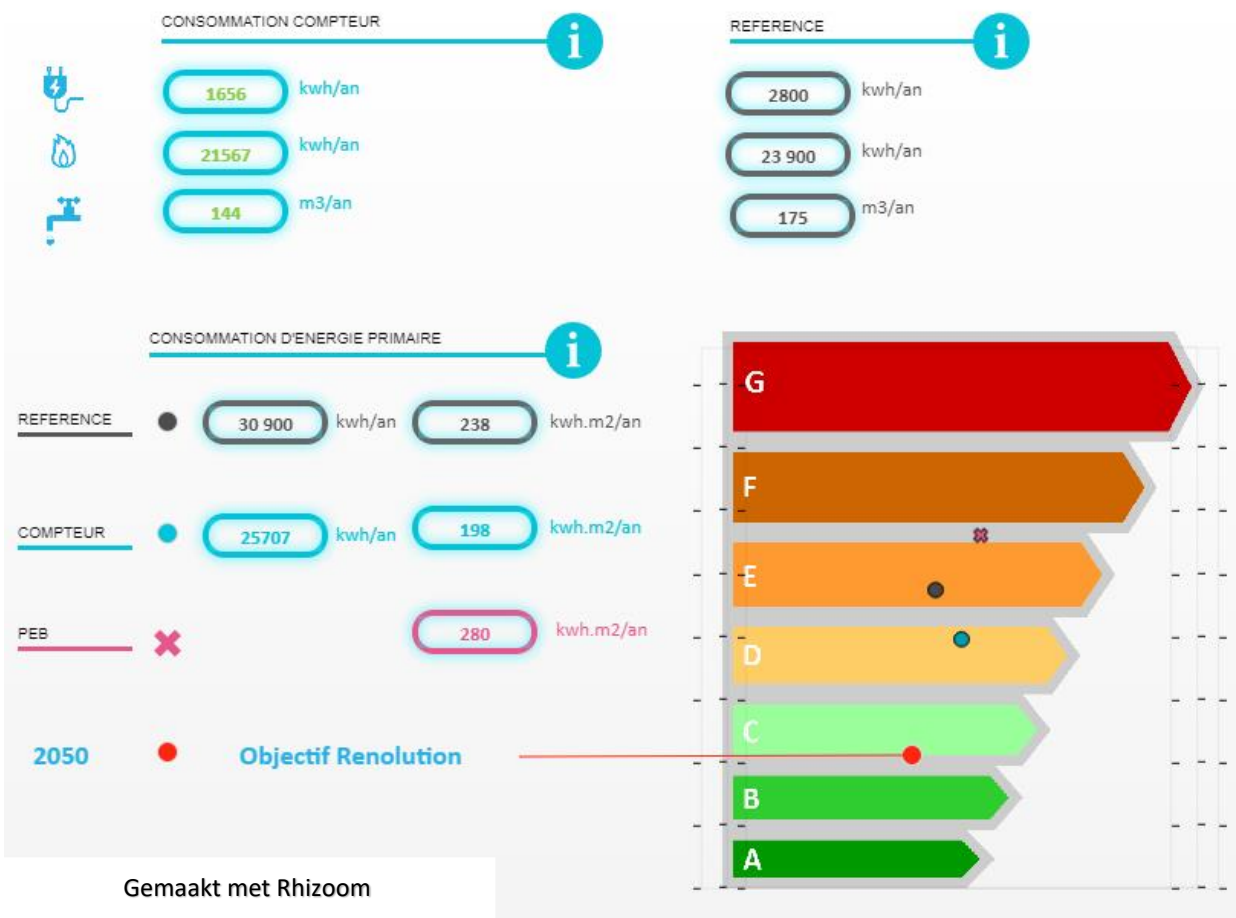 CONSOMMATION COMPTEUR
i
1656 kwh/an
21567 kwh/an
144 m3/an
REFERENCE
i
2800 kwh/an
23 900 kwh/an
175 m3/an
CONSOMMATION D'ENERGIE PRIMAIRE
i
REFERENCE 30 900 kwh/an 238 kwh.m2/an
COMPTEUR 25707 kwh/an 198 kwh.m2/an
PEB 280 kwh.m2/an
2050 Objectif Renolution
G
F
E
D
C
B
A
Gemaakt met Rhizoom